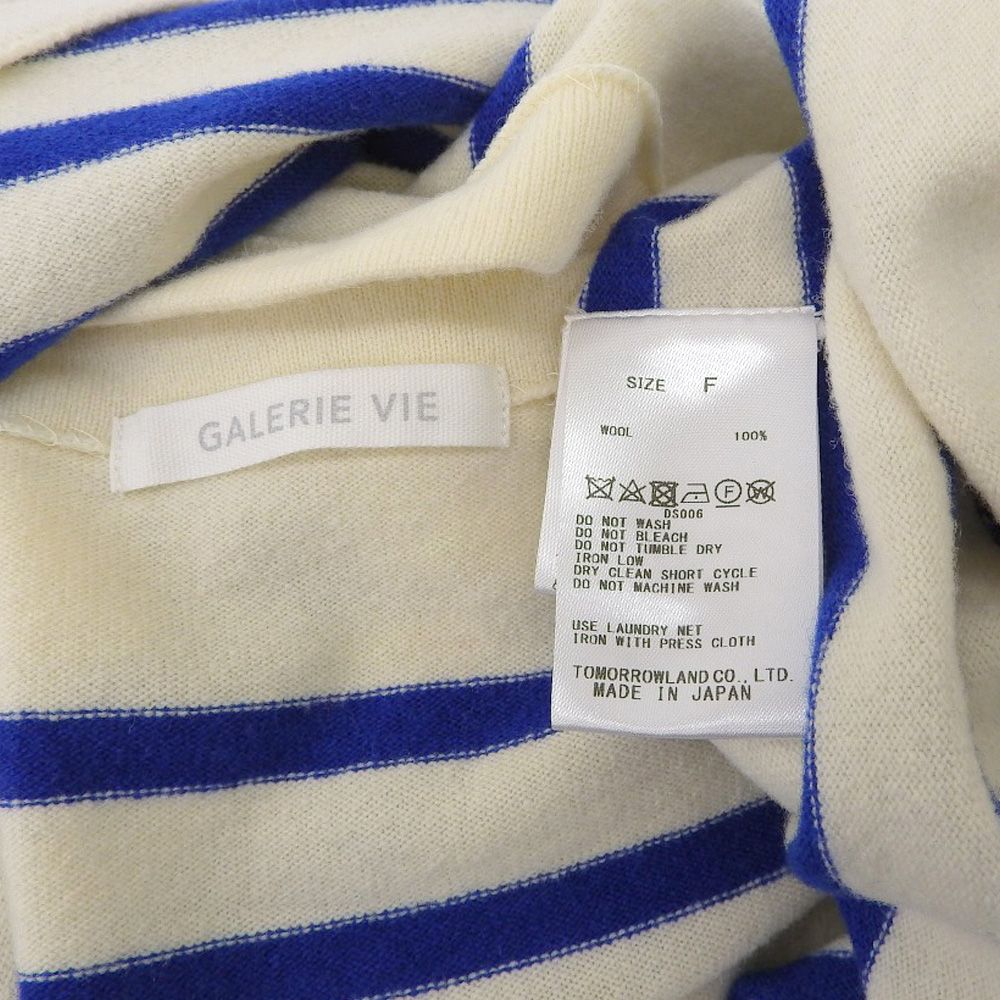 GALERIE VIE
SIZE F
WOOL 100%
DS006
DO NOT WASH
DO NOT BLEACH
DO NOT TUMBLE DRY
IRON LOW
DRY CLEAN SHORT CYCLE
DO NOT MACHINE WASH
USE LAUNDRY NET
IRON WITH PRESS CLOTH
TOMORROWLAND CO., LTD.
MADE IN JAPAN